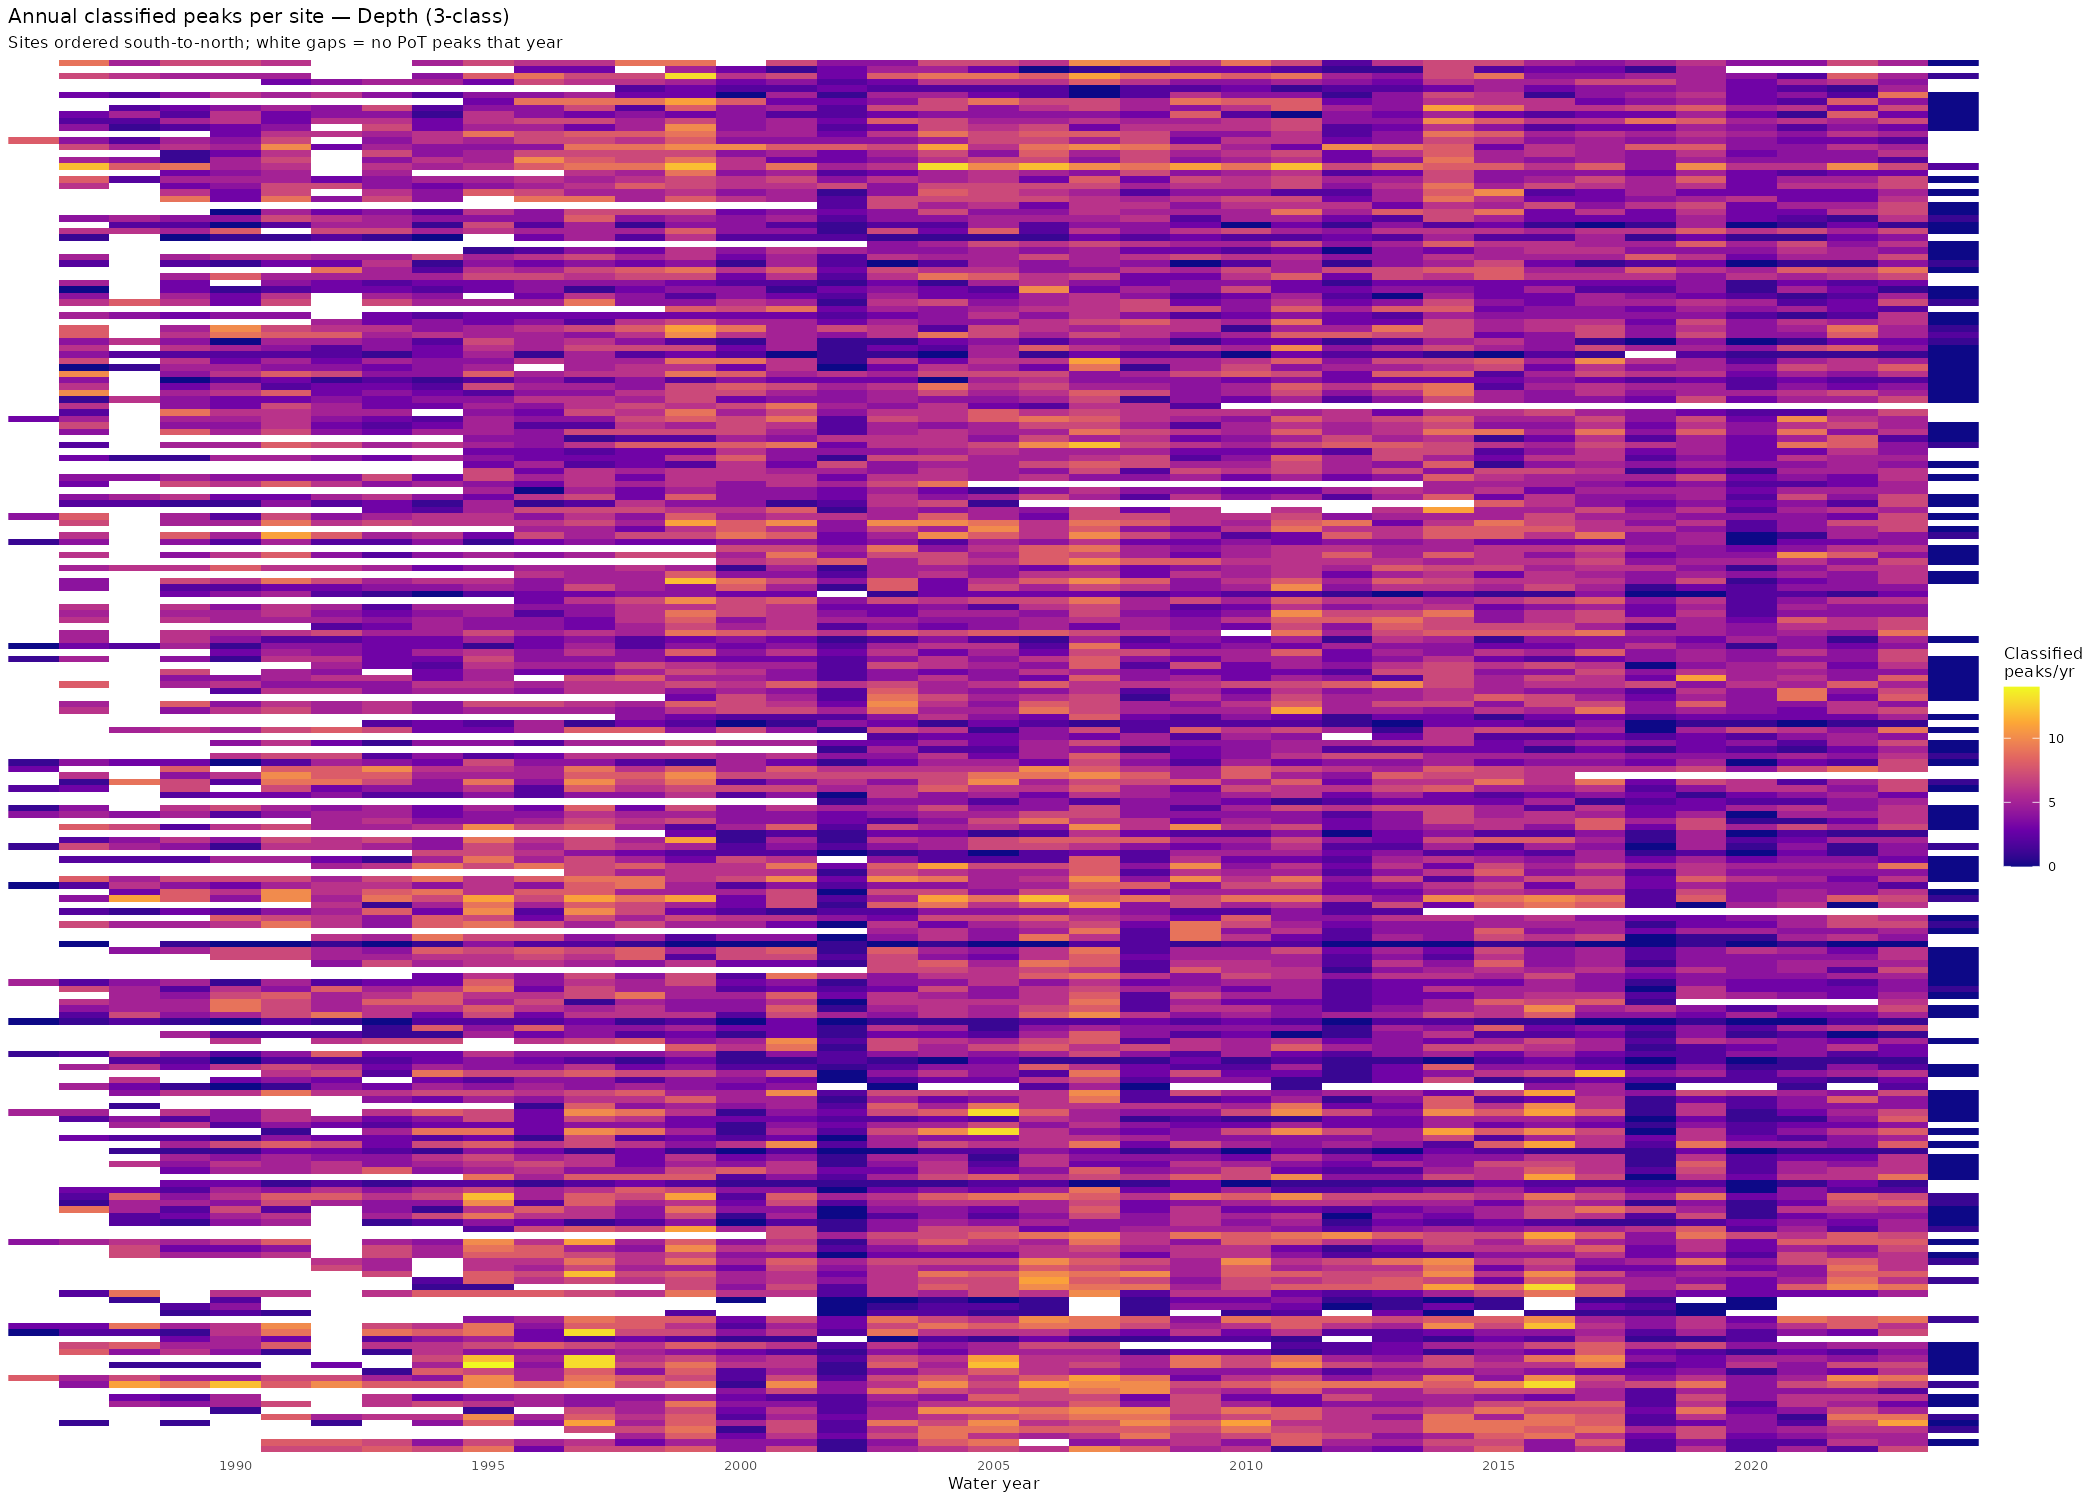 Annual classified peaks per site — Depth (3-class)
Sites ordered south-to-north; white gaps = no PoT peaks that year
Classified
peaks/yr
10
5
0
1990
1995
2000
2005
2010
2015
2020
Water year